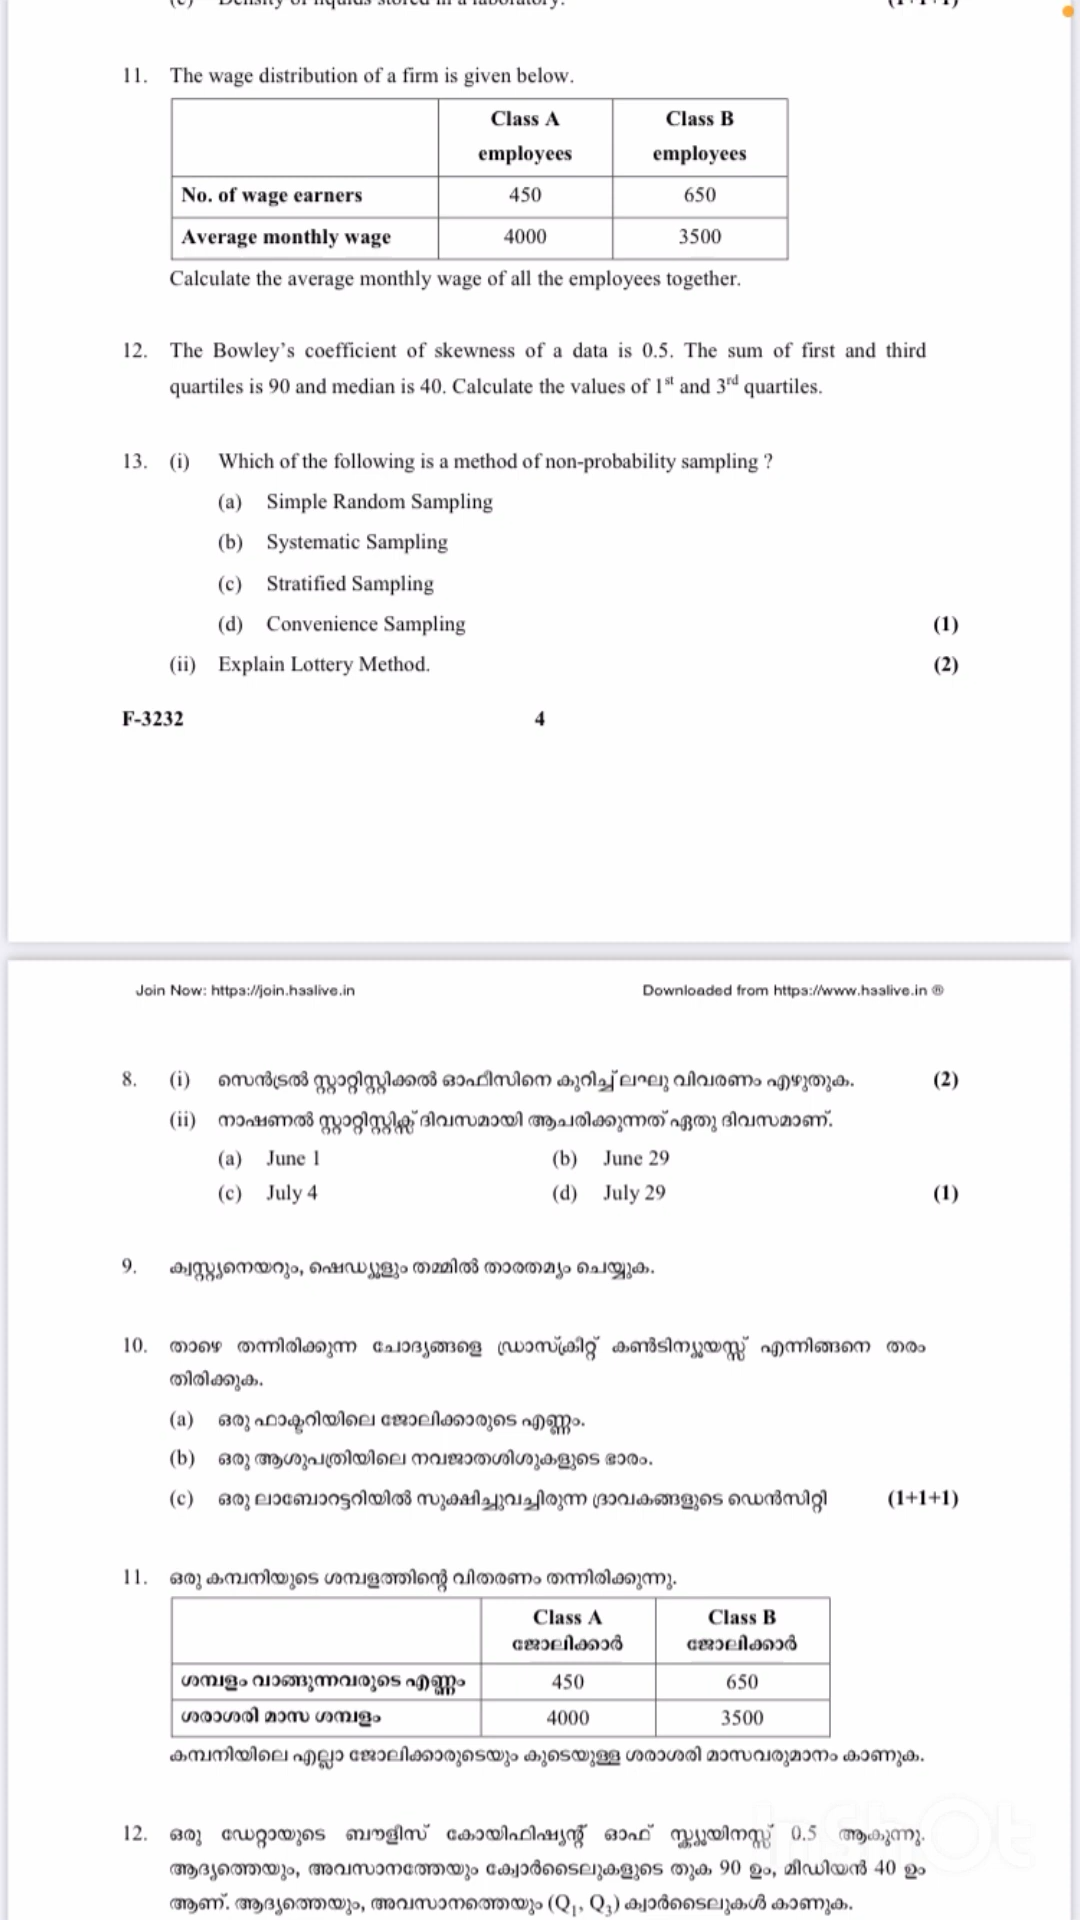 11. The wage distribution of a firm is given below.
Class A employees
Class B employees
No. of wage earners 450 650
Average monthly wage 4000 3500
Calculate the average monthly wage of all the employees together.
12. The Bowley's coefficient of skewness of a data is 0.5. The sum of first and third
quartiles is 90 and median is 40. Calculate the values of 1st and 3rd quartiles.
13. (i) Which of the following is a method of non-probability sampling ?
(a) Simple Random Sampling
(b) Systematic Sampling
(c) Stratified Sampling
(d) Convenience Sampling (1)
(ii) Explain Lottery Method. (2)
F-3232 4
Join Now: https://join.hsslive.in Downloaded from https://www.hsslive.in ®
8. (i) സെൻട്രൽ സ്റ്റാറ്റിസ്റ്റിക്കൽ ഓഫീസിനെ കുറിച്ച് ലഘു വിവരണം എഴുതുക. (2)
(ii) നാഷണൽ സ്റ്റാറ്റിസ്റ്റിക്സ് ദിവസമായി ആചരിക്കുന്നത് ഏതു ദിവസമാണ്.
(a) June 1 (b) June 29
(c) July 4 (d) July 29 (1)
9. ക്വസ്റ്റ്യനെയറും, ഷെഡ്യൂളും തമ്മിൽ താരതമ്യം ചെയ്യുക.
10. താഴെ തന്നിരിക്കുന്ന ചോദ്യങ്ങളെ ഡ്രാസ്ക്രിറ്റ് കൺടിന്യൂയസ്സ് എന്നിങ്ങനെ തരം
തിരിക്കുക.
(a) ഒരു ഫാക്ടറിയിലെ ജോലിക്കാരുടെ എണ്ണം.
(b) ഒരു ആശുപത്രിയിലെ നവജാതശിശുകളുടെ ഭാരം.
(c) ഒരു ലാബോറട്ടറിയിൽ സൂക്ഷിച്ചുവച്ചിരുന്ന ദ്രാവകങ്ങളുടെ ഡെൻസിറ്റി (1+1+1)
11. ഒരു കമ്പനിയുടെ ശമ്പളത്തിന്റെ വിതരണം തന്നിരിക്കുന്നു.
Class A ജോലിക്കാർ
Class B ജോലിക്കാർ
ശമ്പളം വാങ്ങുന്നവരുടെ എണ്ണം 450 650
ശരാശരി മാസ ശമ്പളം 4000 3500
കമ്പനിയിലെ എല്ലാ ജോലിക്കാരുടെയും കൂടെയുള്ള ശരാശരി മാസവരുമാനം കാണുക.
12. ഒരു ഡേറ്റായുടെ ബൗളീസ് കോയിഫിഷ്യന്റ് ഓഫ് സ്ക്യൂയിനസ്സ് 0.5 ആകുന്നു.
ആദ്യത്തെയും, അവസാനത്തേയും ക്വോർടൈലുകളുടെ തുക 90 ഉം, മീഡിയൻ 40 ഉം
ആണ്. ആദ്യത്തെയും, അവസാനത്തെയും (Q1, Q3) ക്വാർടൈലുകൾ കാണുക.
InShOt